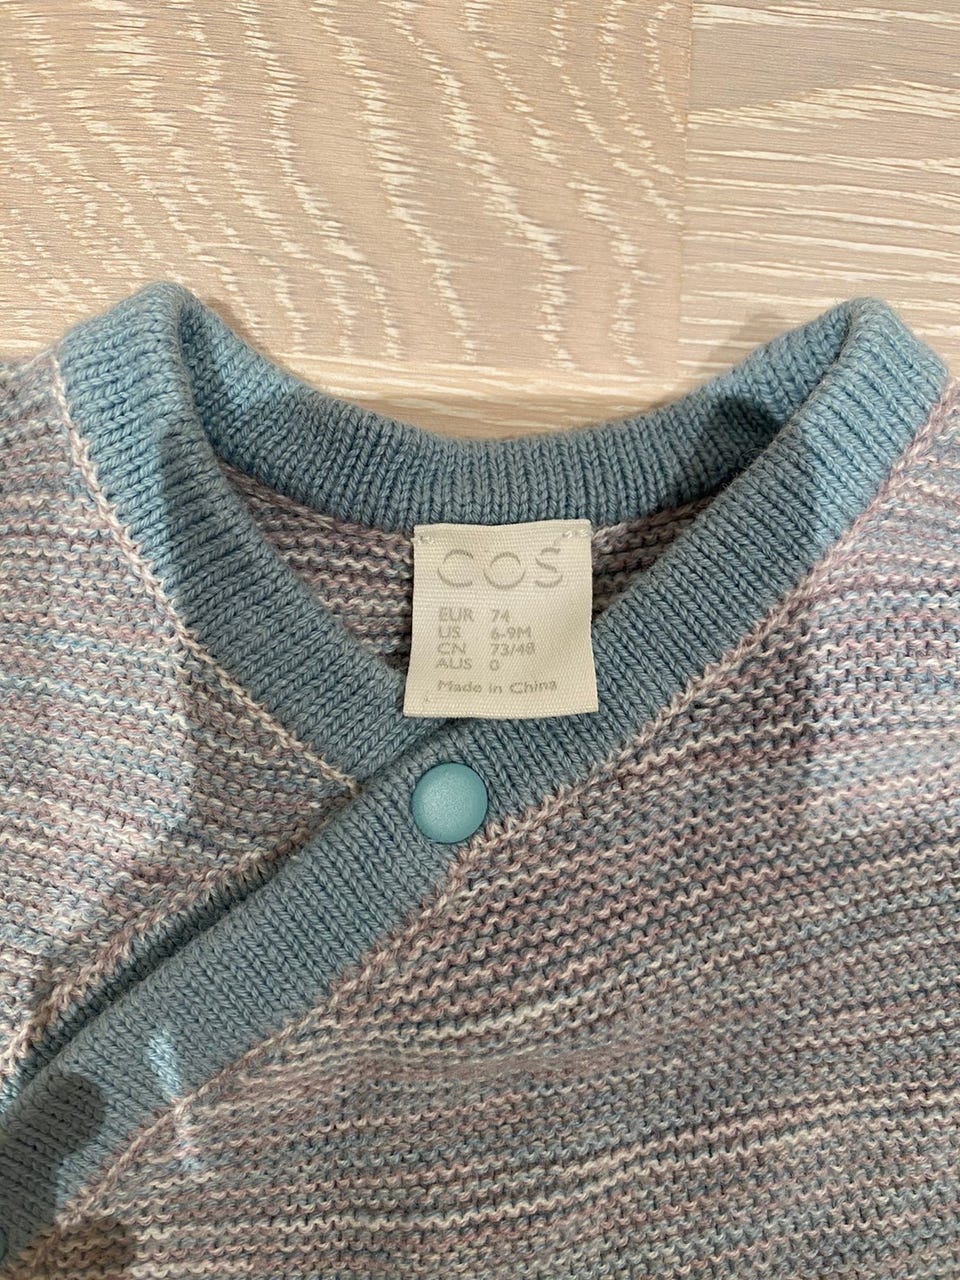 COS
EUR 74
US 6-9M
CN 73/48
AUS 0
Made in China